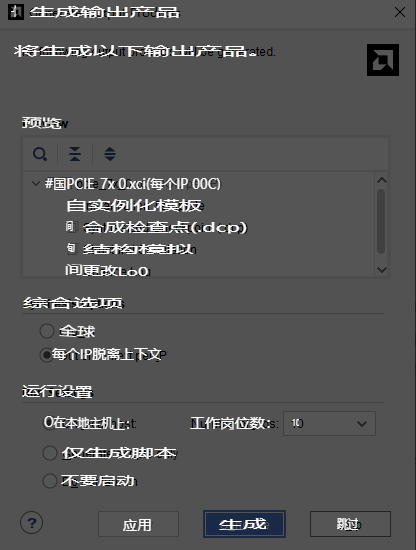 生成输出产品
将生成以下输出产品。
预览
#国PCIE 7x 0.xci(每个IP 00C)
自实例化模板
间 合成检查点(.dcp)
旬 结构模拟
间更改Lo0
综合选项
全球
每个IP脱离上下文
运行设置
O在本地主机上: 工作岗位数: 10
仅生成脚本
不要启动
? 应用 生成 跳过